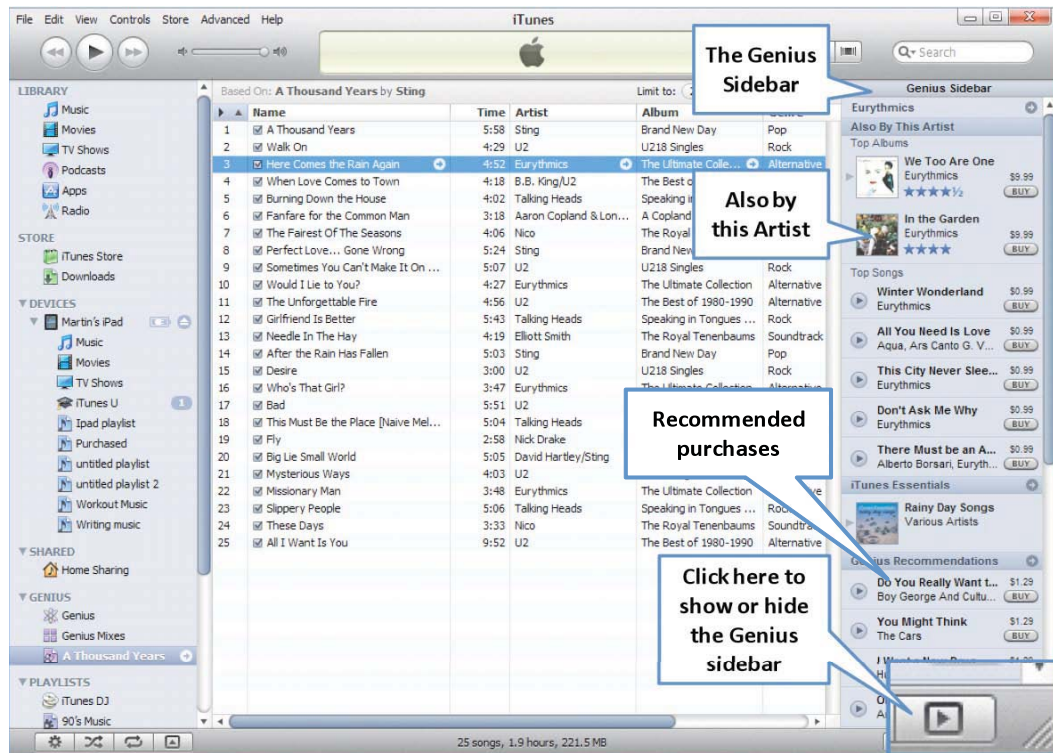 File Edit View Controls Store Advanced Help
iTunes
Search
The Genius
Sidebar
LIBRARY
Music
Movies
TV Shows
Podcasts
Apps
Radio
STORE
iTunes Store
Downloads
DEVICES
Martin's iPad
Music
Movies
TV Shows
iTunes U 1
Ipad playlist
Purchased
untitled playlist
untitled playlist 2
Workout Music
Writing music
SHARED
Home Sharing
GENIUS
Genius
Genius Mixes
A Thousand Years
PLAYLISTS
iTunes DJ
90's Music
Based On: A Thousand Years by Sting Limit to:
Name Time Artist Album
1 A Thousand Years 5:58 Sting Brand New Day Pop
2 Walk On 4:29 U2 U218 Singles Rock
3 Here Comes the Rain Again 4:52 Eurythmics The Ultimate Colle... Alternative
4 When Love Comes to Town 4:18 B.B. King/U2 The Best
5 Burning Down the House 4:02 Talking Heads Speaking
6 Fanfare for the Common Man 3:18 Aaron Copland & Lon... A Copland
7 The Fairest Of The Seasons 4:06 Nico The Royal
8 Perfect Love... Gone Wrong 5:24 Sting Brand New
9 Sometimes You Can't Make It On ... 5:07 U2 U218 Singles Rock
10 Would I Lie to You? 4:27 Eurythmics The Ultimate Collection Alternative
11 The Unforgettable Fire 4:56 U2 The Best of 1980-1990 Alternative
12 Girlfriend Is Better 5:43 Talking Heads Speaking in Tongues ... Rock
13 Needle In The Hay 4:19 Elliott Smith The Royal Tenenbaums Soundtrack
14 After the Rain Has Fallen 5:03 Sting Brand New Day Pop
15 Desire 3:00 U2 U218 Singles Rock
16 Who's That Girl? 3:47 Eurythmics The Ultimate Collection Alternative
17 Bad 5:51 U2
18 This Must Be the Place [Naive Mel... 5:04 Talking Heads
19 Fly 2:58 Nick Drake
20 Big Lie Small World 5:05 David Hartley/Sting
21 Mysterious Ways 4:03 U2
22 Missionary Man 3:48 Eurythmics The Ultimate Collection
23 Slippery People 5:06 Talking Heads Speaking in Tongues ...
24 These Days 3:33 Nico The Royal Tenenbaums
25 All I Want Is You 9:52 U2 The Best of 1980-1990 Alternative
Also by
this Artist
Recommended
purchases
Click here to
show or hide
the Genius
sidebar
Genius Sidebar
Eurythmics
Also By This Artist
Top Albums
We Too Are One
Eurythmics $9.99
BUY
In the Garden
Eurythmics $9.99
BUY
Top Songs
Winter Wonderland $0.99
Eurythmics BUY
All You Need Is Love $0.99
Aqua, Ars Canto G. V... BUY
This City Never Slee... $0.99
Eurythmics BUY
Don't Ask Me Why $0.99
Eurythmics BUY
There Must be an A... $0.99
Alberto Borsari, Euryth... BUY
iTunes Essentials
Rainy Day Songs
Various Artists
Genius Recommendations
Do You Really Want t... $1.29
Boy George And Cultu... BUY
You Might Think $1.29
The Cars BUY
25 songs, 1.9 hours, 221.5 MB